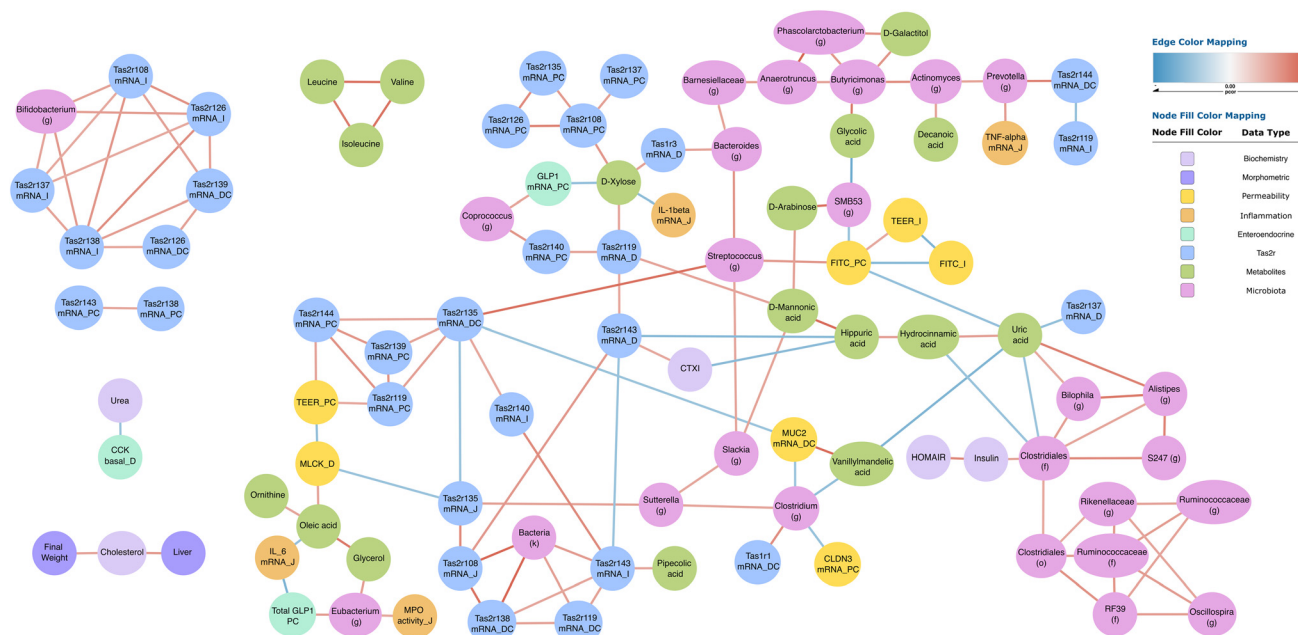 Phascolarctobacterium
(g)
D-Galactitol
Tas2r108
mRNA_I
Leucine
Valine
Isoleucine
Tas2r135
mRNA_PC
Tas2r137
mRNA_PC
Barnesiellaceae
(g)
Anaerotruncus
(g)
Butyricimonas
(g)
Actinomyces
(g)
Prevotella
(g)
Tas2r144
mRNA_DC
Edge Color Mapping
0.00
pcor
Bifidobacterium
(g)
Tas2r126
mRNA_I
Tas2r126
mRNA_PC
Tas2r108
mRNA_PC
Tas1r3
mRNA_D
Bacteroides
(g)
Glycolic
acid
Decanoic
acid
TNF-alpha
mRNA_J
Tas2r119
mRNA_I
Node Fill Color Mapping
Node Fill Color
Data Type
Biochemistry
Morphometric
Permeability
Inflammation
Enteroendocrine
Tas2r
Metabolites
Microbiota
Tas2r137
mRNA_I
Tas2r139
mRNA_DC
GLP1
mRNA_PC
D-Xylose
D-Arabinose
SMB53
(g)
Coprococcus
(g)
IL-1beta
mRNA_J
TEER_I
Tas2r138
mRNA_I
Tas2r126
mRNA_DC
Tas2r140
mRNA_PC
Tas2r119
mRNA_D
Streptococcus
(g)
FITC_PC
FITC_I
Tas2r143
mRNA_PC
Tas2r138
mRNA_PC
Tas2r144
mRNA_PC
Tas2r135
mRNA_DC
D-Mannonic
acid
Tas2r137
mRNA_D
Tas2r139
mRNA_PC
Tas2r143
mRNA_D
Hippuric
acid
Hydrocinnamic
acid
Uric
acid
CTXI
Urea
TEER_PC
Tas2r119
mRNA_PC
Tas2r140
mRNA_I
Bilophila
(g)
Alistipes
(g)
CCK
basal_D
MLCK_D
MUC2
mRNA_DC
Slackia
(g)
Vanillylmandelic
acid
HOMAIR
Insulin
Clostridiales
(f)
S247 (g)
Ornithine
Tas2r135
mRNA_J
Sutterella
(g)
Clostridium
(g)
Rikenellaceae
(g)
Ruminococcaceae
(g)
Oleic acid
Final
Weight
Cholesterol
Liver
IL_6
mRNA_J
Glycerol
Bacteria
(k)
Tas2r108
mRNA_J
Tas2r143
mRNA_I
Pipecolic
acid
Tas1r1
mRNA_DC
CLDN3
mRNA_PC
Clostridiales
(o)
Ruminococcaceae
(f)
Total GLP1
PC
Eubacterium
(g)
MPO
activity_J
Tas2r138
mRNA_DC
Tas2r119
mRNA_DC
RF39
(f)
Oscillospira
(g)